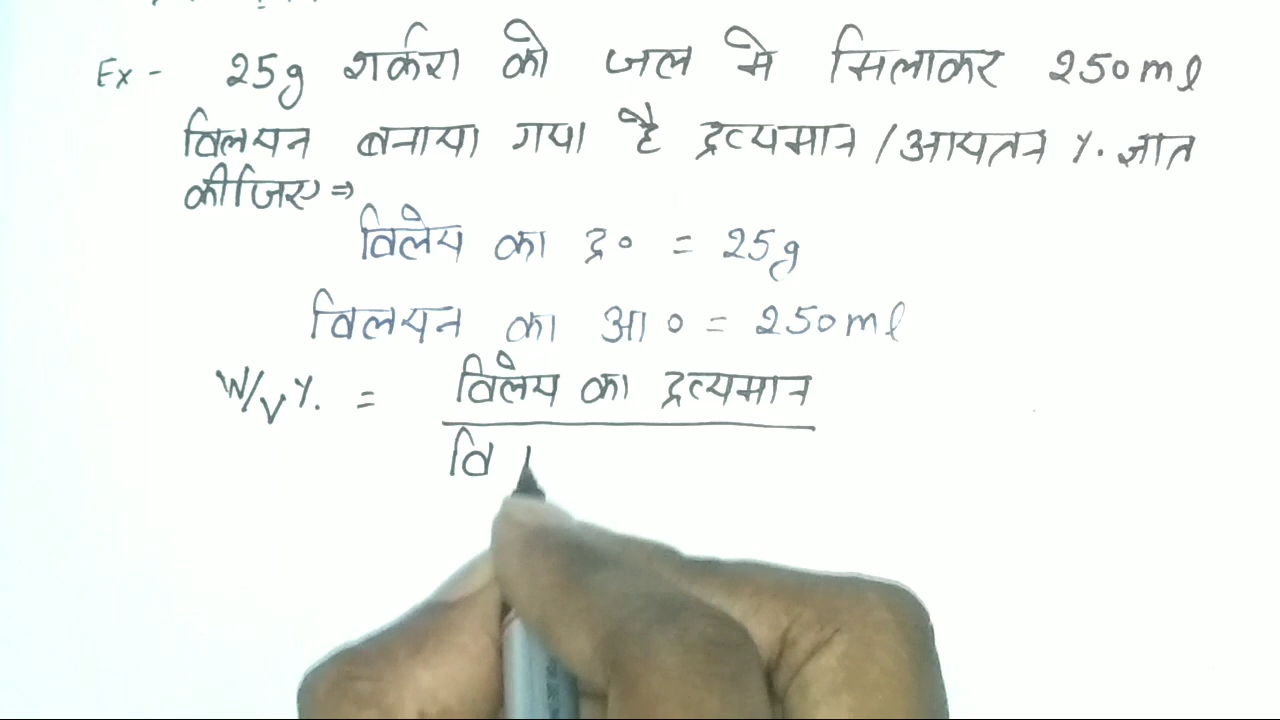 Ex - 25g शर्करा को जल मे मिलाकर 250ml
विलयन बनाया गया है द्रव्यमान / आयतन %. ज्ञात
कीजिए ⇒
विलेय का द्र० = 25g
विलयन का आ० = 250ml
W/V %. = विलेय का द्रव्यमान
वि